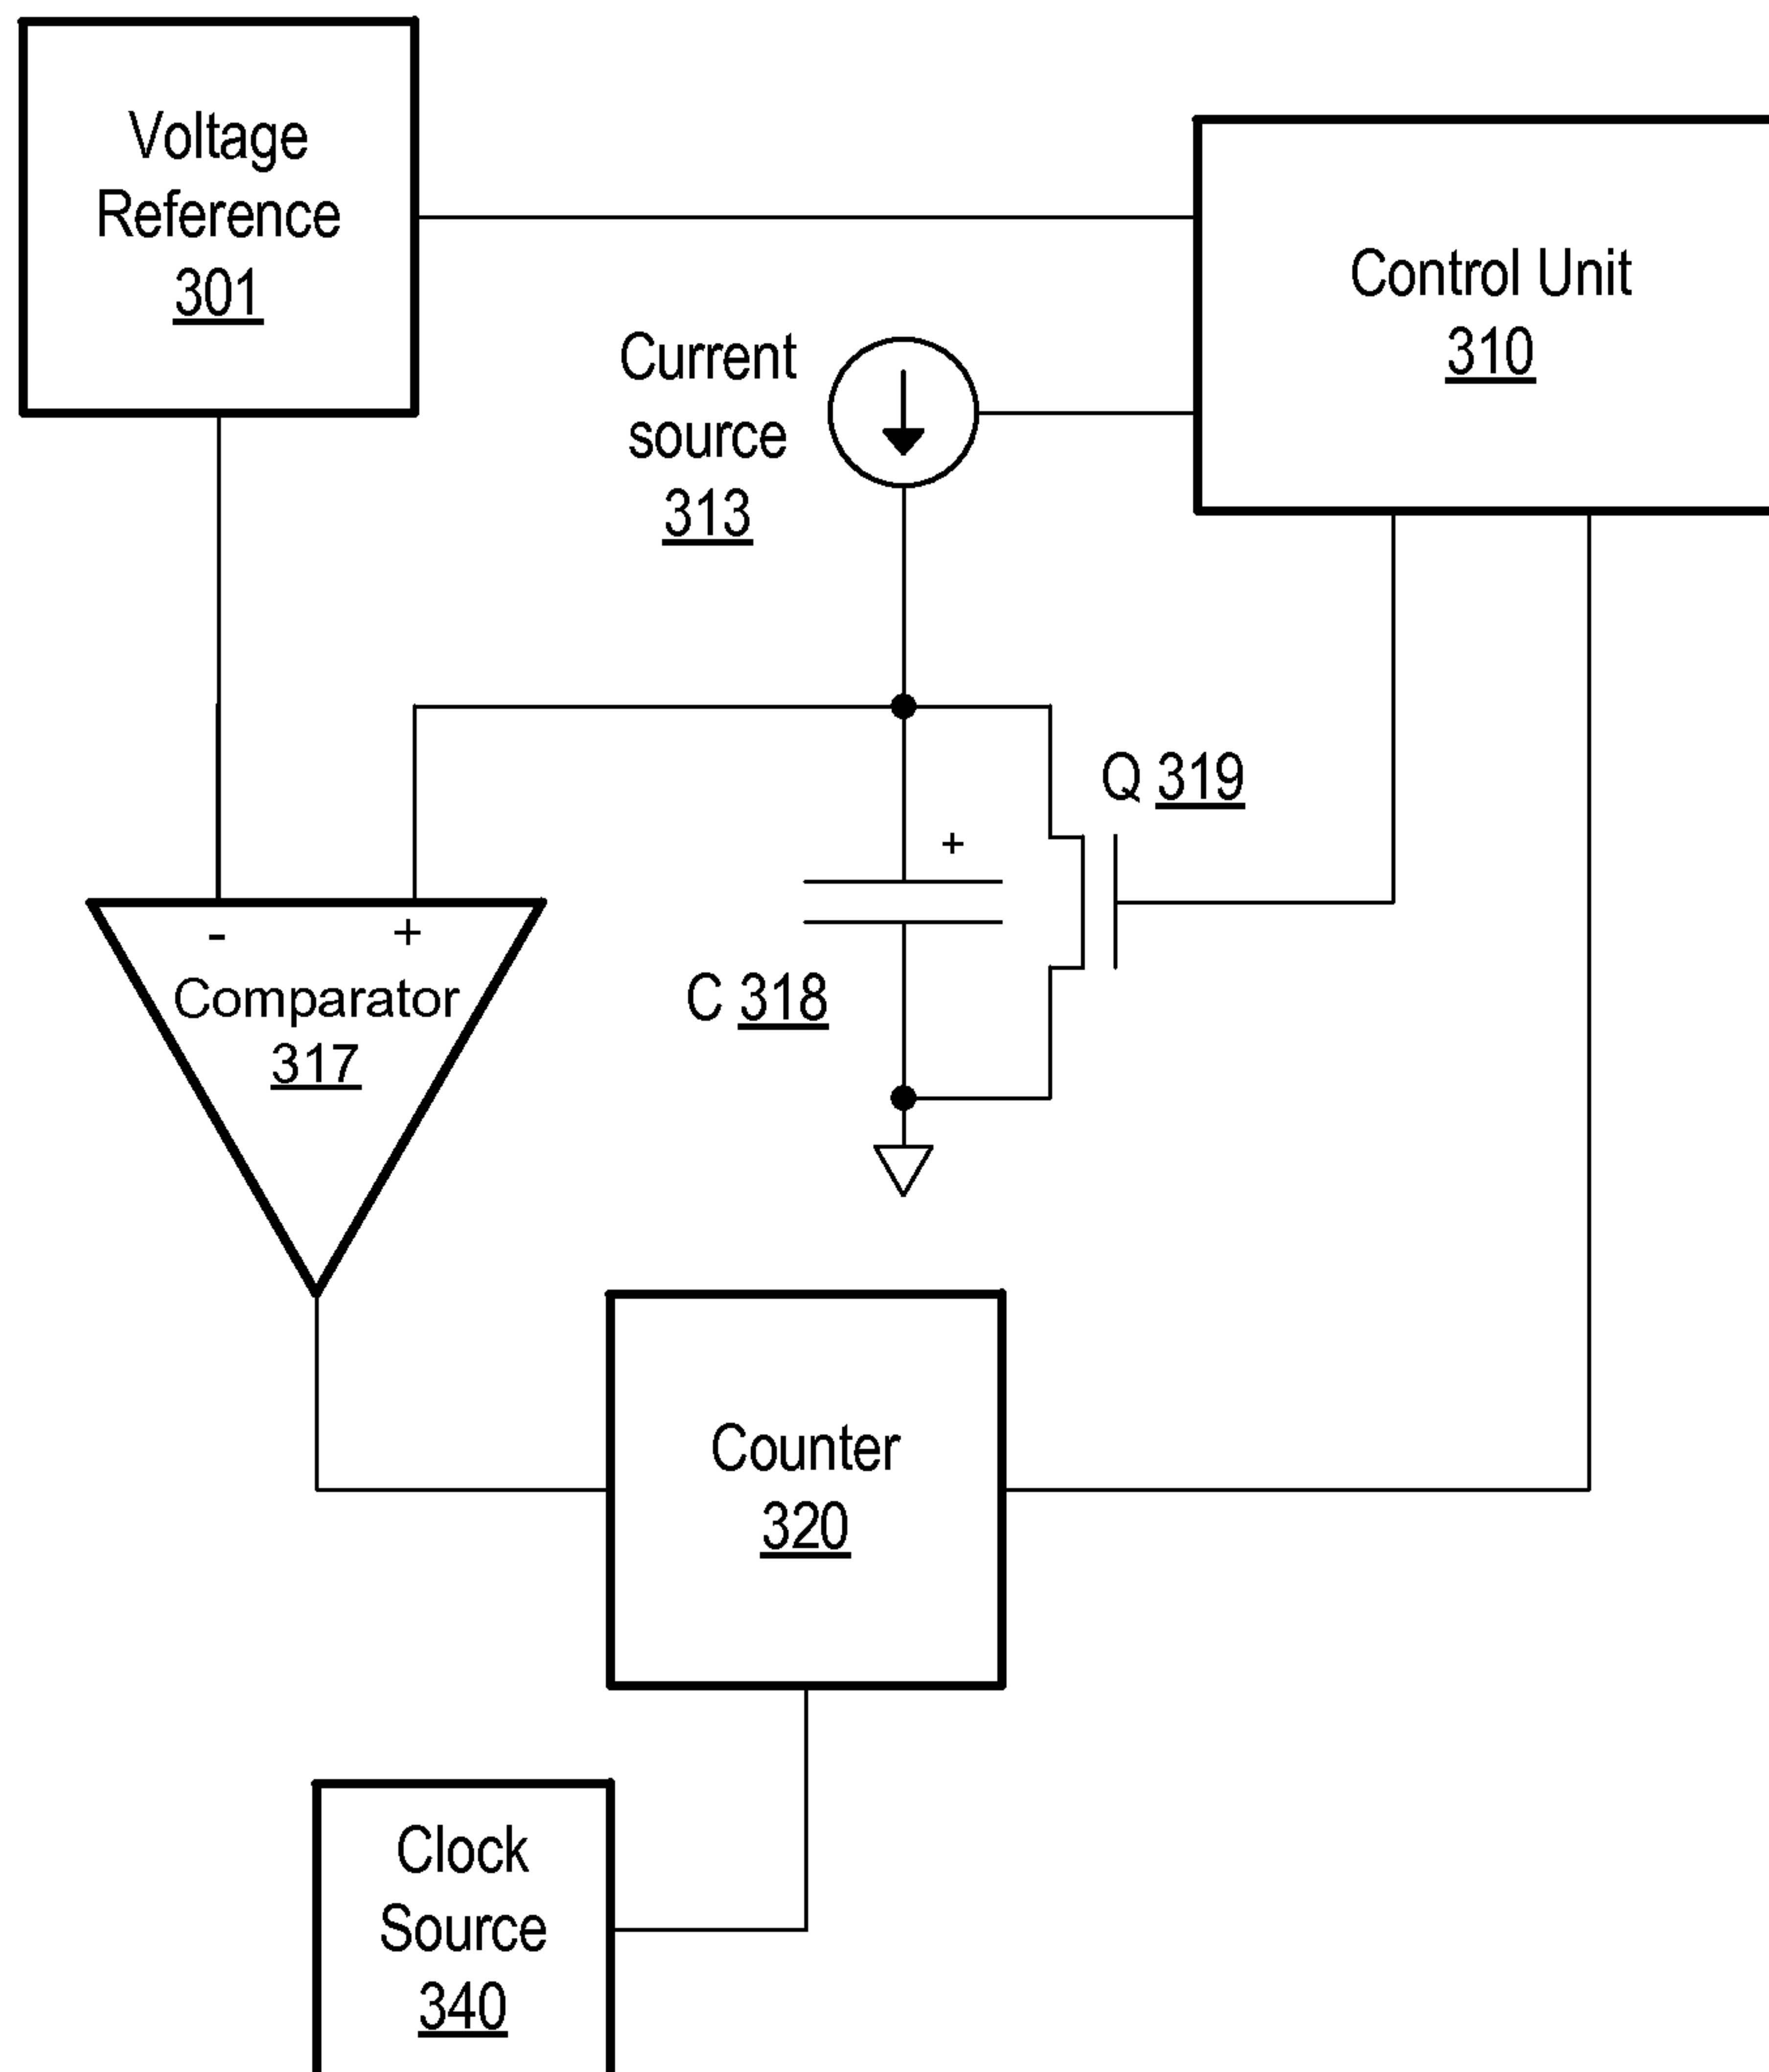 Voltage
Reference
301
Control Unit
310
Current
source
313
Q 319
+
- +
Comparator
317
C 318
Counter
320
Clock
Source
340